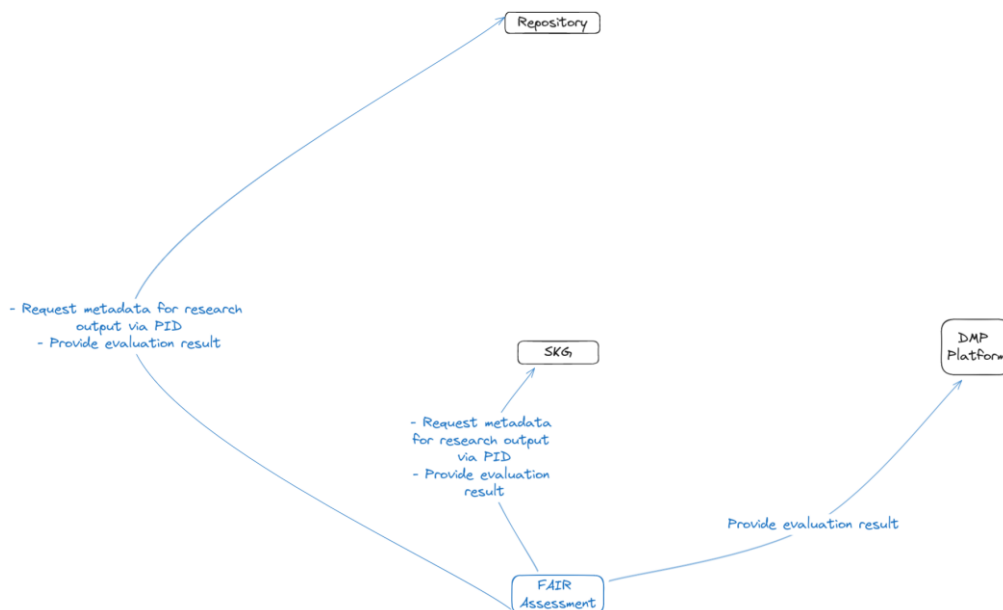 Repository
- Request metadata for research
output via PID
- Provide evaluation result
SKG
DMP
Platform
- Request metadata
for research output
via PID
- Provide evaluation
result
Provide evaluation result
FAIR
Assessment